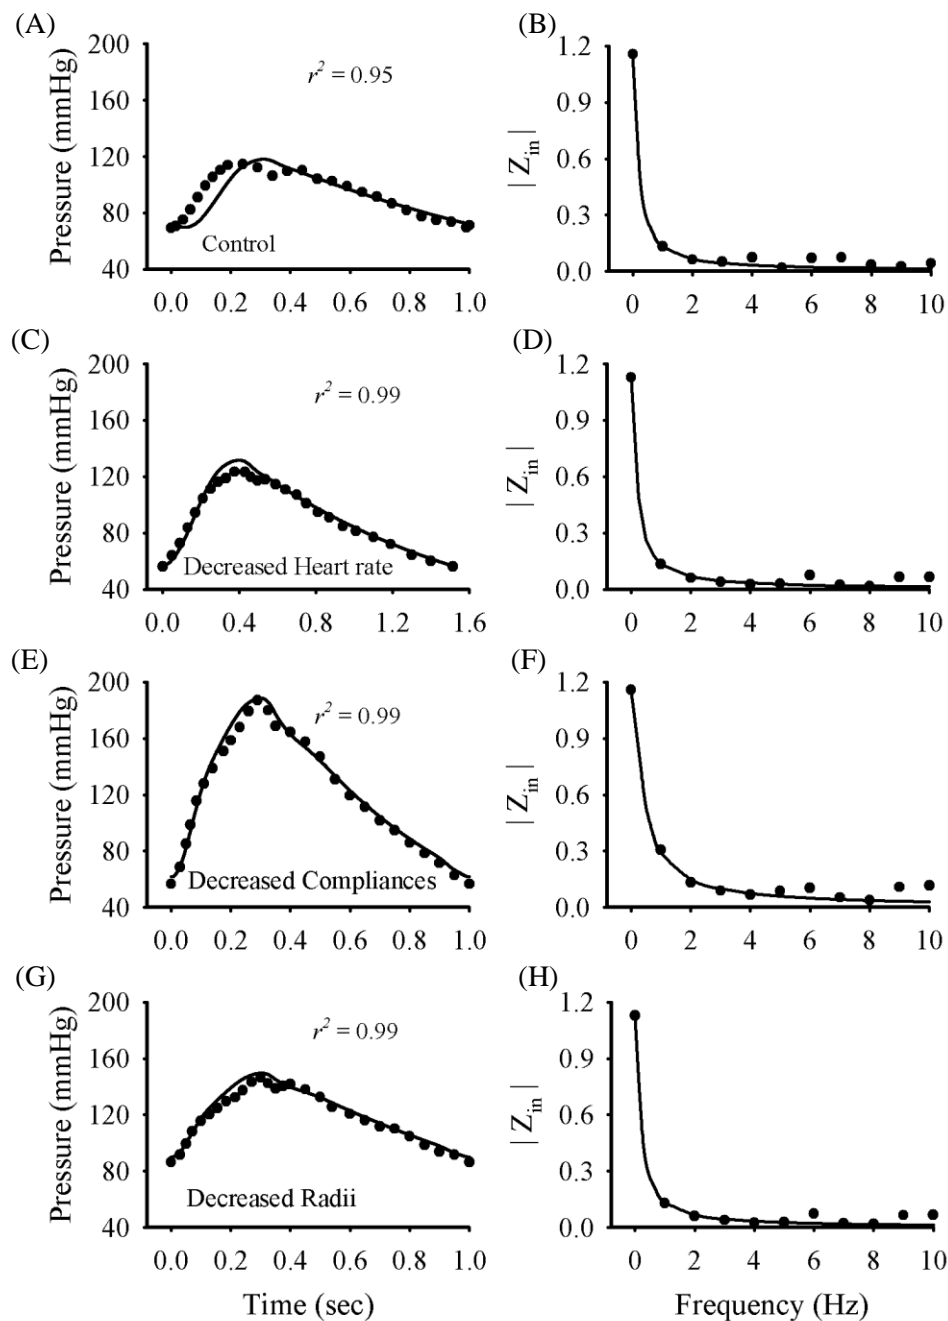 (A)
Pressure (mmHg)
200
160
120
80
40
r² = 0.95
Control
0.0 0.2 0.4 0.6 0.8 1.0
(B)
| Z_in |
1.2
0.9
0.6
0.3
0.0
0 2 4 6 8 10
(C)
Pressure (mmHg)
200
160
120
80
40
r² = 0.99
Decreased Heart rate
0.0 0.4 0.8 1.2 1.6
(D)
| Z_in |
1.2
0.9
0.6
0.3
0.0
0 2 4 6 8 10
(E)
Pressure (mmHg)
200
160
120
80
40
r² = 0.99
Decreased Compliances
0.0 0.2 0.4 0.6 0.8 1.0
(F)
| Z_in |
1.2
0.9
0.6
0.3
0.0
0 2 4 6 8 10
(G)
Pressure (mmHg)
200
160
120
80
40
r² = 0.99
Decreased Radii
0.0 0.2 0.4 0.6 0.8 1.0
Time (sec)
(H)
| Z_in |
1.2
0.9
0.6
0.3
0.0
0 2 4 6 8 10
Frequency (Hz)